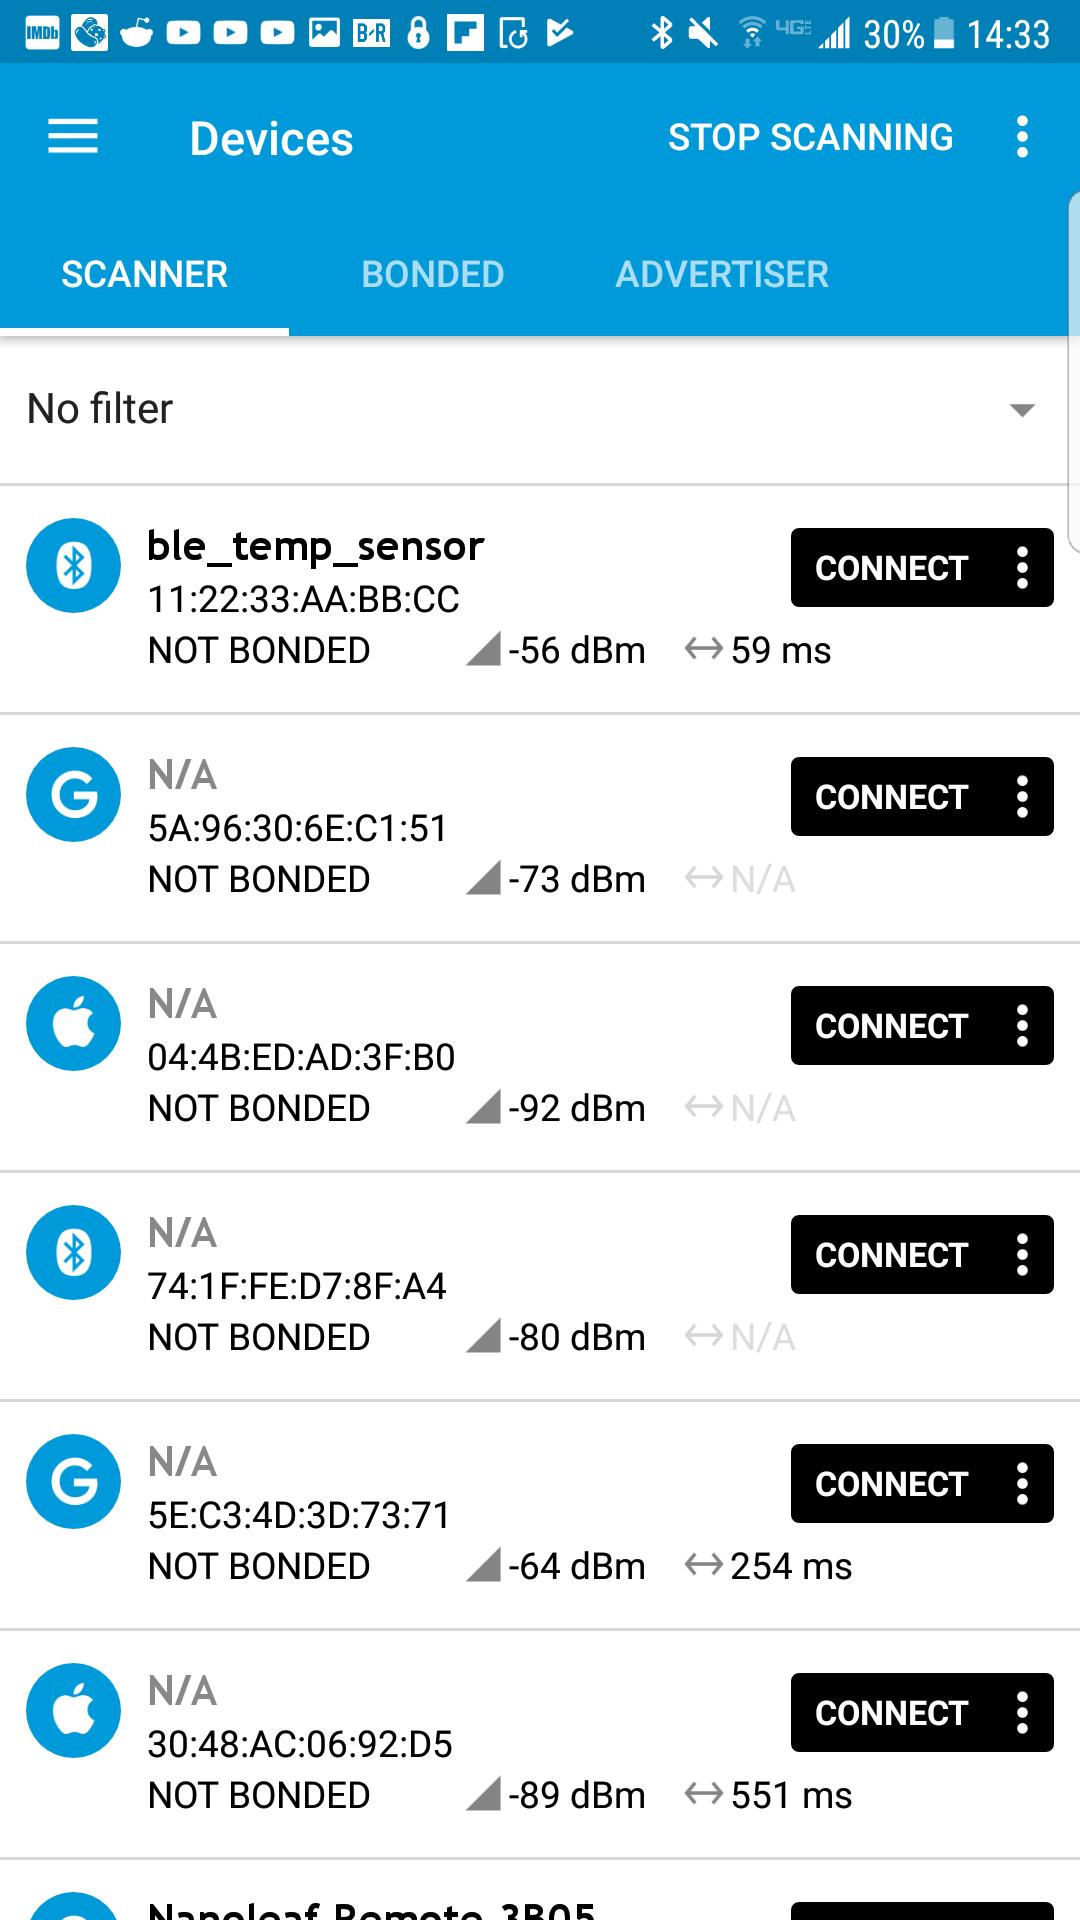 IMDb B-R 4GE 30% 14:33
Devices STOP SCANNING
SCANNER BONDED ADVERTISER
No filter
ble_temp_sensor CONNECT
11:22:33:AA:BB:CC
NOT BONDED -56 dBm 59 ms
N/A CONNECT
5A:96:30:6E:C1:51
NOT BONDED -73 dBm N/A
N/A CONNECT
04:4B:ED:AD:3F:B0
NOT BONDED -92 dBm N/A
N/A CONNECT
74:1F:FE:D7:8F:A4
NOT BONDED -80 dBm N/A
N/A CONNECT
5E:C3:4D:3D:73:71
NOT BONDED -64 dBm 254 ms
N/A CONNECT
30:48:AC:06:92:D5
NOT BONDED -89 dBm 551 ms
Nanoleaf Remote 3B05